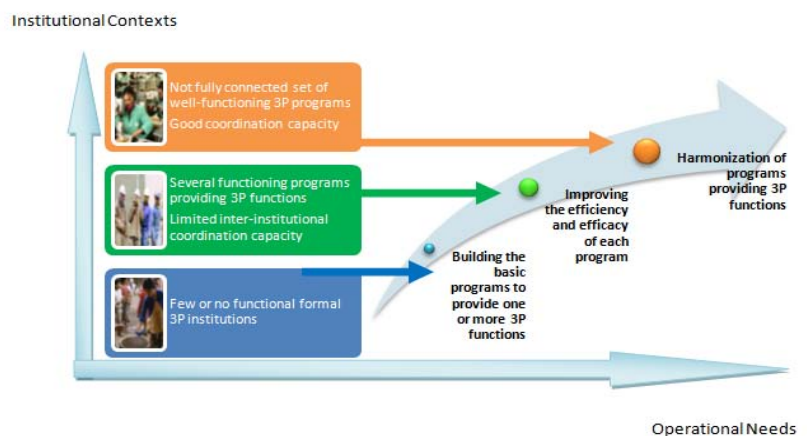 Institutional Contexts
Not fully connected set of
well-functioning 3P programs
Good coordination capacity
Several functioning programs
providing 3P functions
Limited inter-institutional
coordination capacity
Few or no functional formal
3P institutions
Building the
basic
programs to
provide one
or more 3P
functions
Improving
the efficiency
and efficacy
of each
program
Harmonization of
programs
providing 3P
functions
Operational Needs